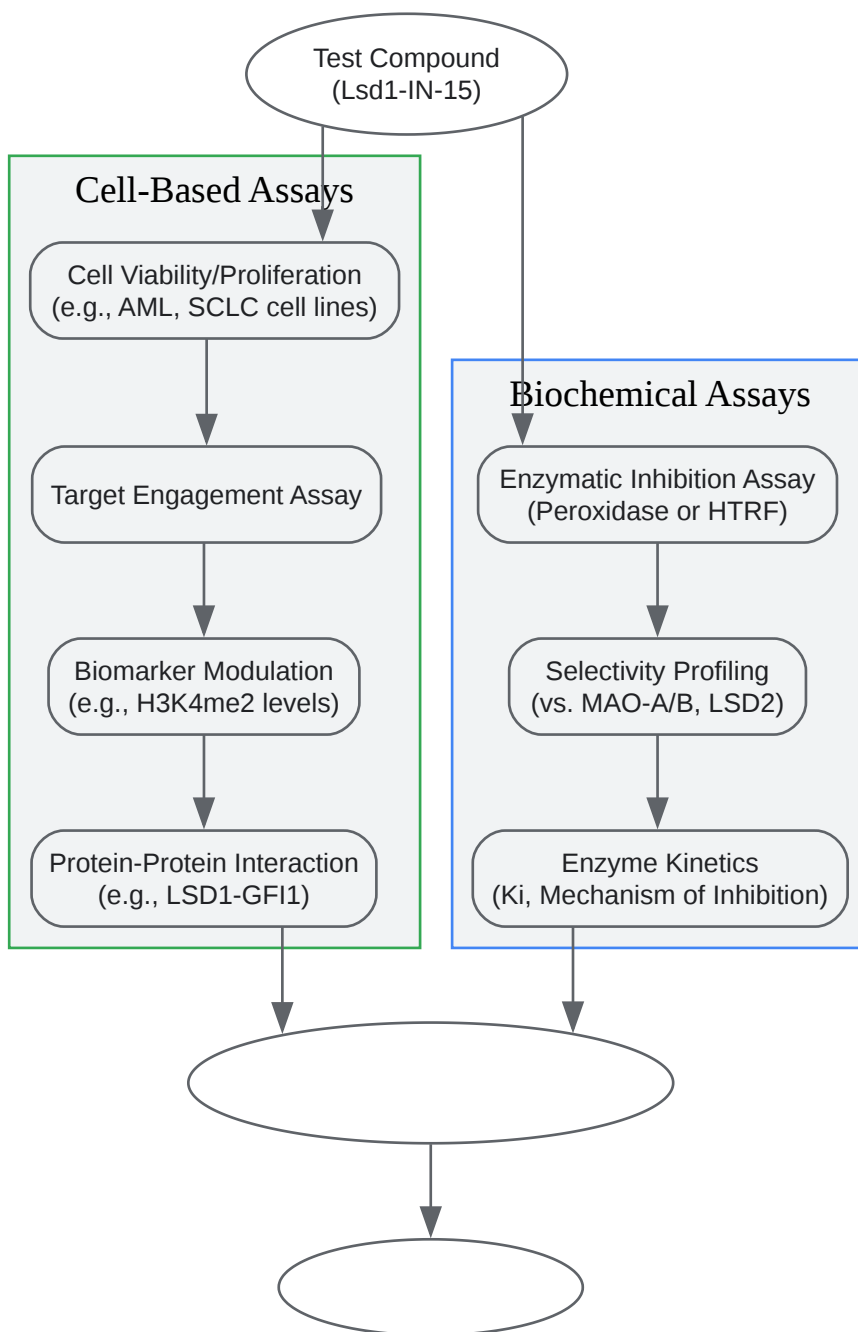 Test Compound
(Lsd1-IN-15)
Cell-Based Assays
Cell Viability/Proliferation
(e.g., AML, SCLC cell lines)
Target Engagement Assay
Biomarker Modulation
(e.g., H3K4me2 levels)
Protein-Protein Interaction
(e.g., LSD1-GFI1)
Biochemical Assays
Enzymatic Inhibition Assay
(Peroxidase or HTRF)
Selectivity Profiling
(vs. MAO-A/B, LSD2)
Enzyme Kinetics
(Ki, Mechanism of Inhibition)